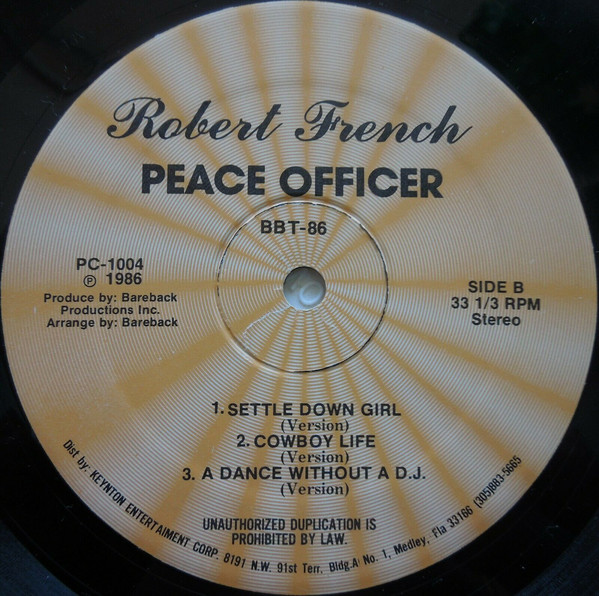 Robert French
PEACE OFFICER
BBT-86
PC-1004
℗ 1986
Produce by: Bareback
Productions Inc.
Arrange by: Bareback
SIDE B
33 1/3 RPM
Stereo
1. SETTLE DOWN GIRL
(Version)
2. COWBOY LIFE
(Version)
3. A DANCE WITHOUT A D.J.
(Version)
UNAUTHORIZED DUPLICATION IS
PROHIBITED BY LAW.
Dist by: KEYNTON ENTERTAIMENT CORP. 8191 N.W. 91st Terr, Bldg.A No. 1, Medley, Fla 33166 (305)883-5665